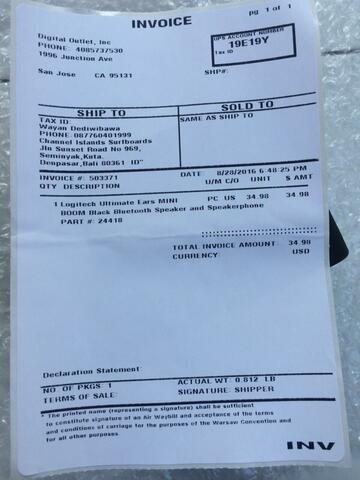 INVOICE
pg 1 of 1
Digital Outlet, Inc
PHONE: 4085737530
1996 Junction Ave
San Jose CA 95131
UPS ACCOUNT NUMBER
19E19Y
Tax ID
SHP#:
SHIP TO
SOLD TO
TAX ID:
Wayan Dediwibawa
PHONE:087760401999
Channel Islands Surfboards
Jln Sunset Road No 969,
Seminyak,Kuta.
Denpasar,Bali 80361 ID"
SAME AS SHIP TO
INVOICE #: 503371
DATE: 8/28/2016 6:48:25 PM
QTY DESCRIPTION U/M C/O UNIT $ AMT
1 Logitech Ultimate Ears MINI PC US 34.98 34.98
BOOM Black Bluetooth Speaker and Speakerphone
PART #: 24418
TOTAL INVOICE AMOUNT: 34.98
CURRENCY: USD
Declaration Statement:
NO. OF PKGS: 1 ACTUAL WT: 0.812 LB
TERMS OF SALE: SIGNATURE: SHIPPER
* The printed name (representing a signature) shall be sufficient
to constitute signature of an Air Waybill and acceptance of the terms
and conditions of carriage for the purposes of the Warsaw Convention and
for all other purposes
INV